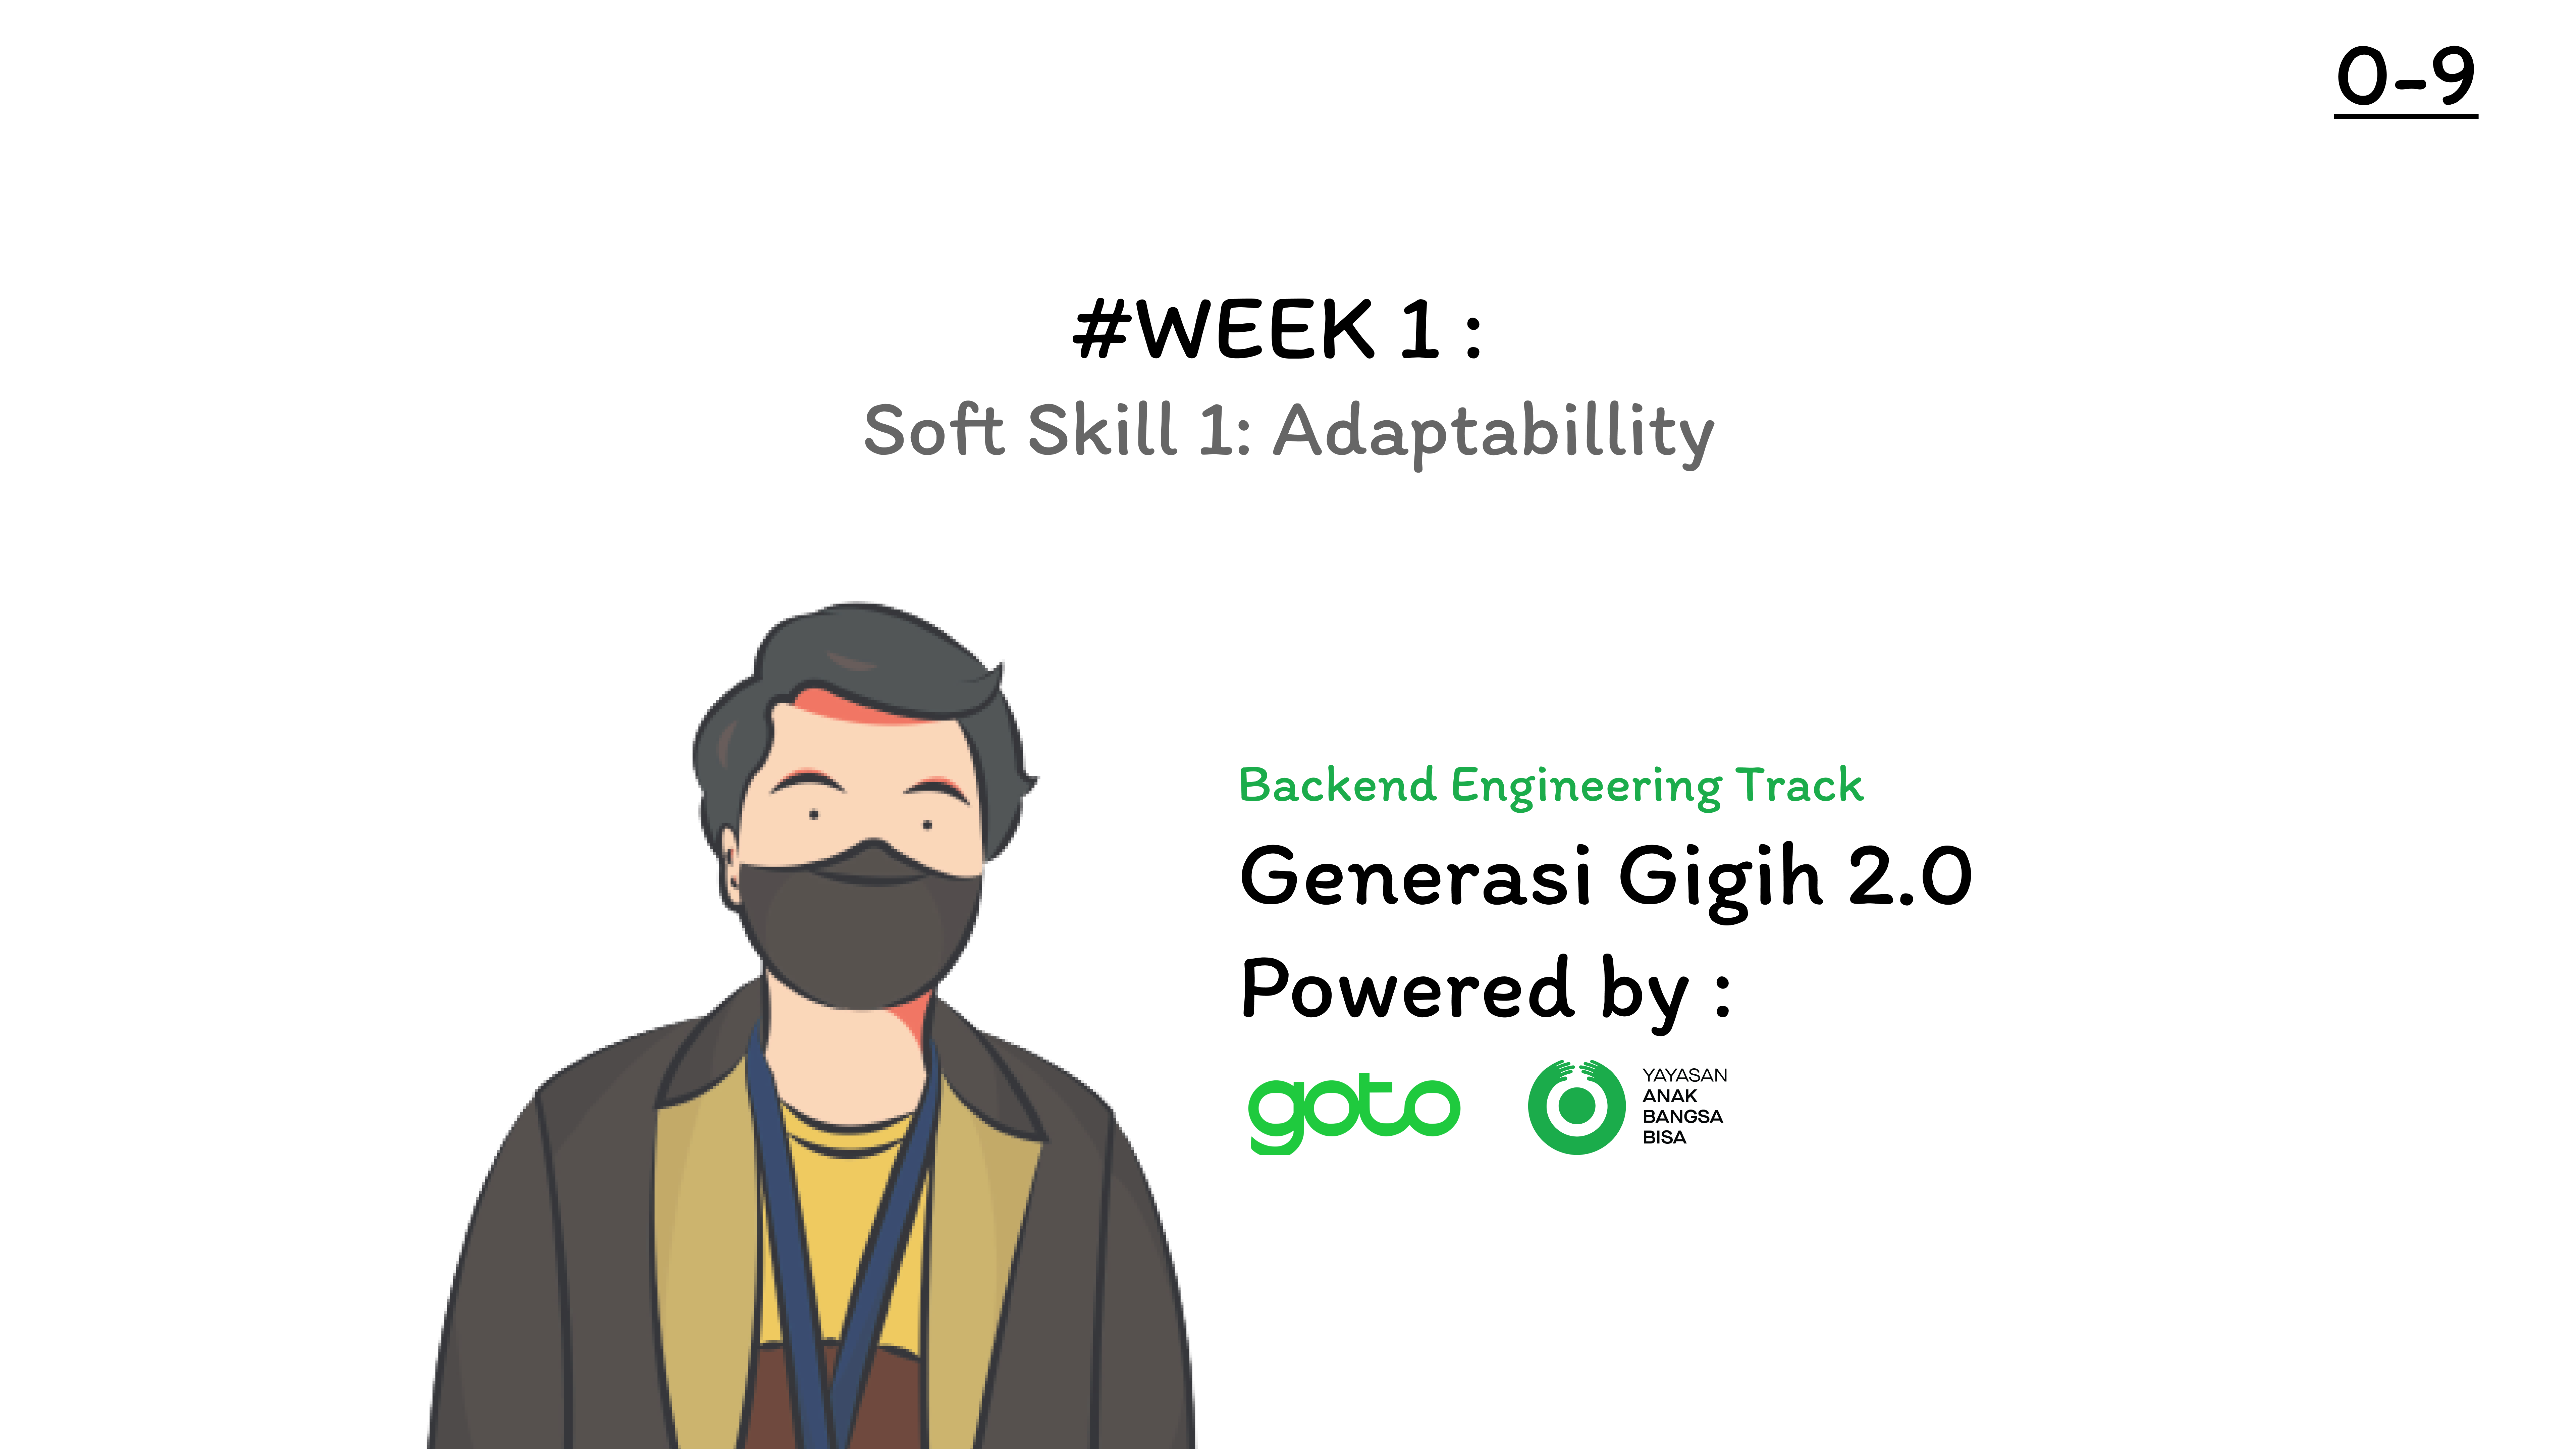 0-9
#WEEK 1 :
Soft Skill 1: Adaptabillity
Backend Engineering Track
Generasi Gigih 2.0
Powered by :
goto
YAYASAN
ANAK
BANGSA
BISA